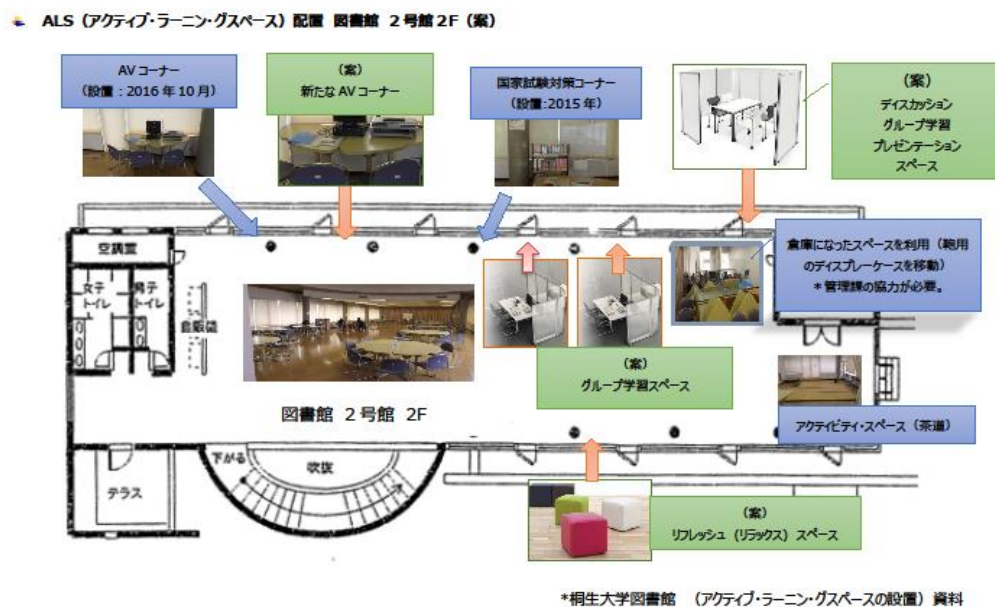 ALS（アクティブ・ラーニン・グスペース）配置 図書館 ２号館２F（案）
AVコーナー
（設置：2016年10月）
（案）
新たなAVコーナー
国家試験対策コーナー
（設置:2015年）
（案）
ディスカッション
グループ学習
プレゼンテーション
スペース
空調室
女子
トイレ
男子
トイレ
自販機
倉庫になったスペースを利用（鞄用
のディスプレーケースを移動）
＊管理課の協力が必要。
（案）
グループ学習スペース
図書館 ２号館 2F
アクティビティ・スペース（茶道）
下がる
吹抜
テラス
（案）
リフレッシュ（リラックス）スペース
*桐生大学図書館 （アクティブ・ラーニン・グスペースの設置）資料